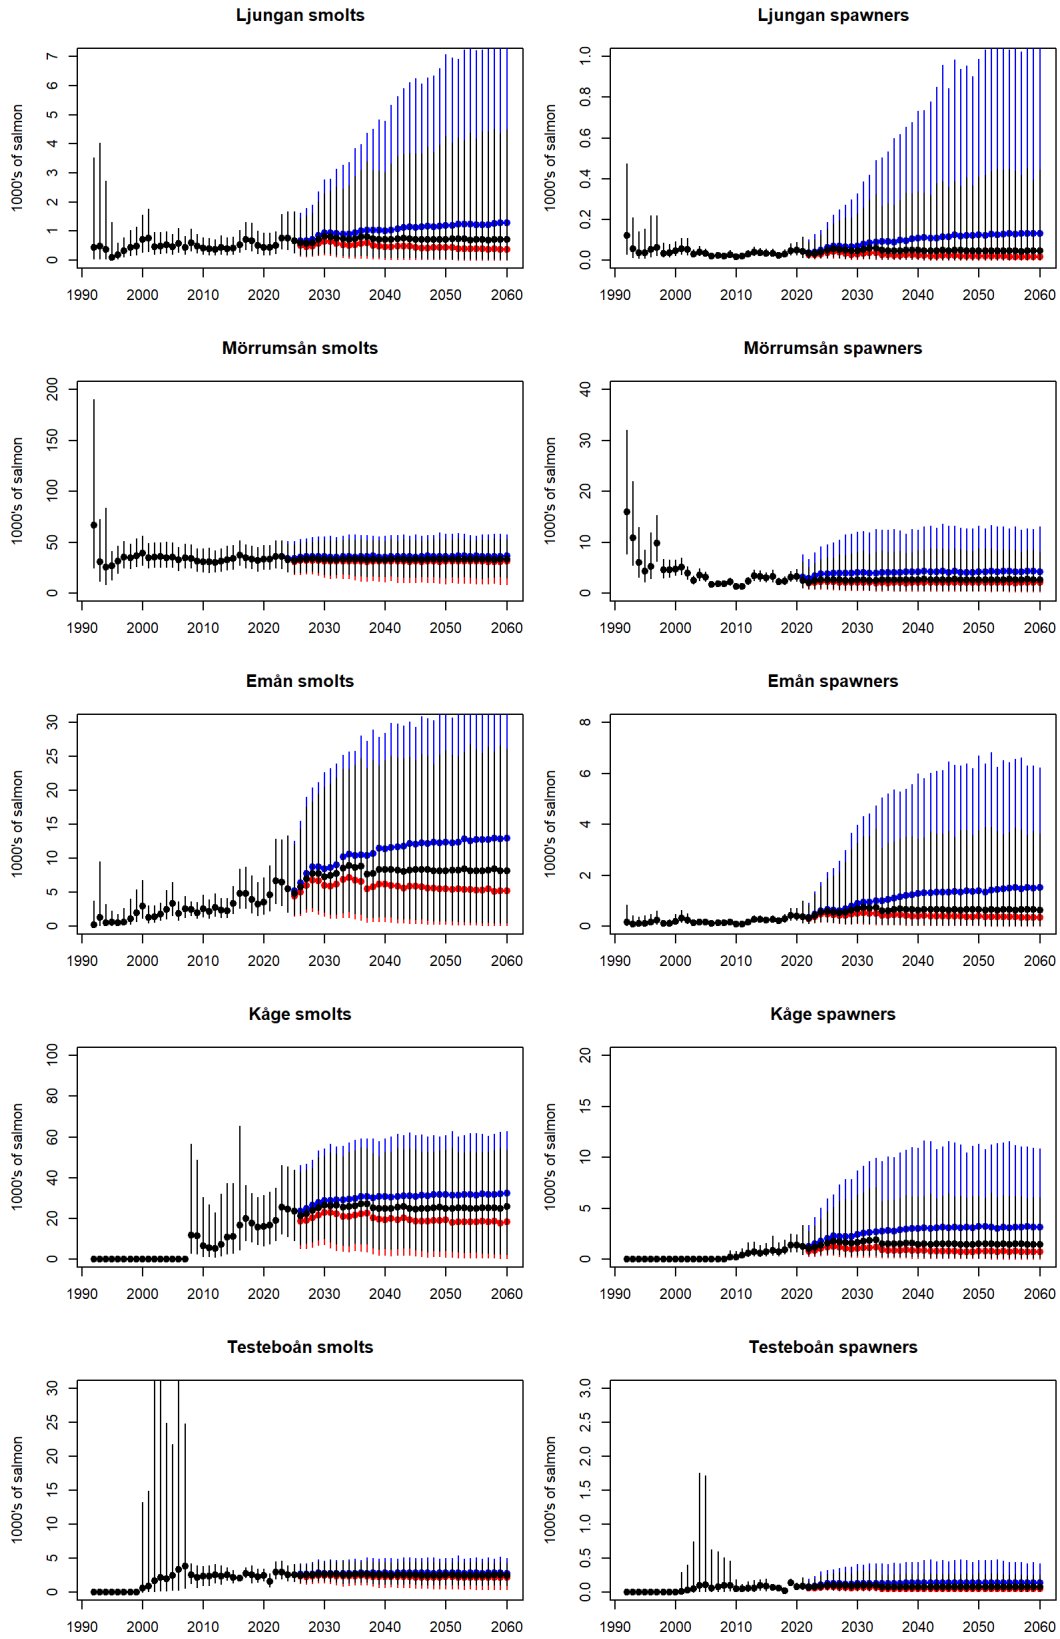 Ljungan smolts
1000's of salmon
0 1 2 3 4 5 6 7
1990 2000 2010 2020 2030 2040 2050 2060
Ljungan spawners
1000's of salmon
0.0 0.2 0.4 0.6 0.8 1.0
1990 2000 2010 2020 2030 2040 2050 2060
Mörrumsån smolts
1000's of salmon
0 50 100 150 200
1990 2000 2010 2020 2030 2040 2050 2060
Mörrumsån spawners
1000's of salmon
0 10 20 30 40
1990 2000 2010 2020 2030 2040 2050 2060
Emån smolts
1000's of salmon
0 5 10 15 20 25 30
1990 2000 2010 2020 2030 2040 2050 2060
Emån spawners
1000's of salmon
0 2 4 6 8
1990 2000 2010 2020 2030 2040 2050 2060
Kåge smolts
1000's of salmon
0 20 40 60 80 100
1990 2000 2010 2020 2030 2040 2050 2060
Kåge spawners
1000's of salmon
0 5 10 15 20
1990 2000 2010 2020 2030 2040 2050 2060
Testeboån smolts
1000's of salmon
0 5 10 15 20 25 30
1990 2000 2010 2020 2030 2040 2050 2060
Testeboån spawners
1000's of salmon
0.0 0.5 1.0 1.5 2.0 2.5 3.0
1990 2000 2010 2020 2030 2040 2050 2060